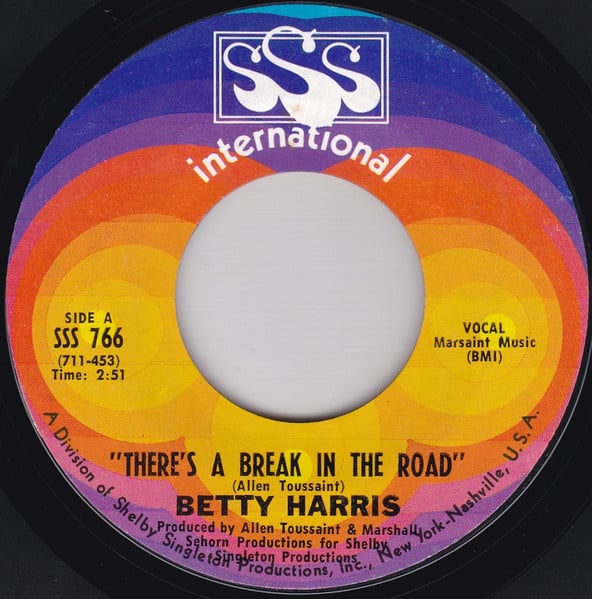 SSS
international
SIDE A
SSS 766
(711-453)
Time: 2:51
VOCAL
Marsaint Music
(BMI)
"THERE'S A BREAK IN THE ROAD"
(Allen Toussaint)
BETTY HARRIS
Produced by Allen Toussaint & Marshall
Sehorn Productions for Shelby
Singleton Productions
A Division of Shelby Singleton Productions, Inc., New York-Nashville, U.S.A.